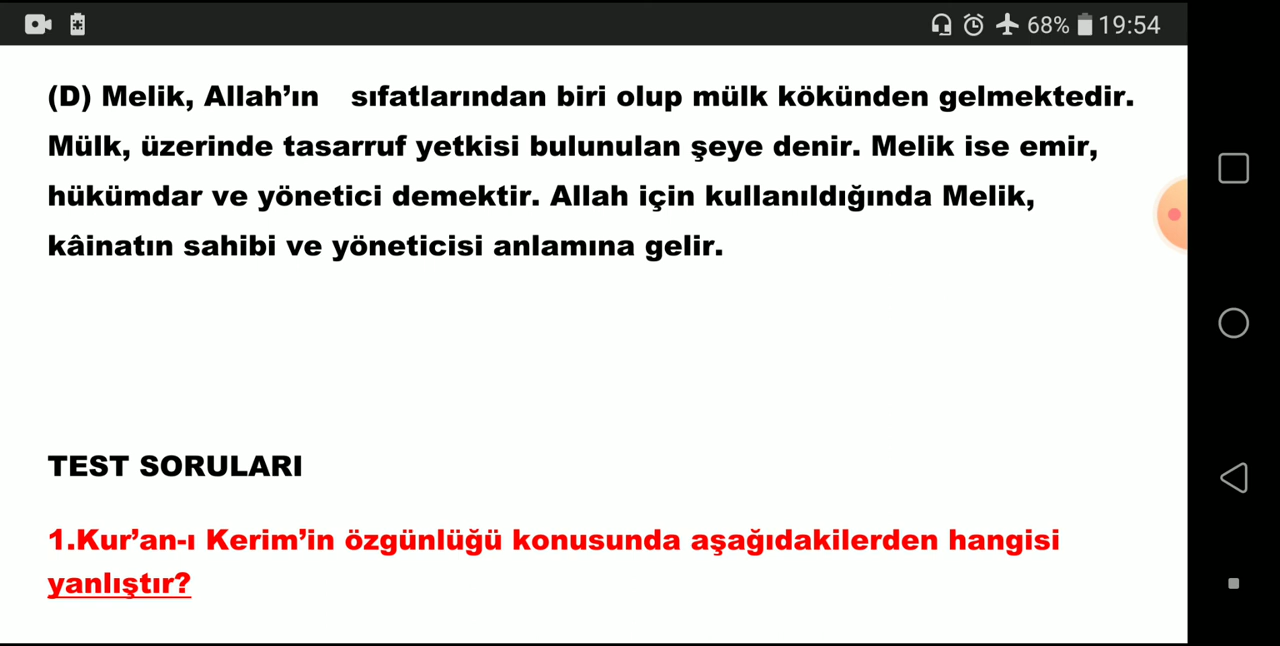 68% 19:54
(D) Melik, Allah’ın sıfatlarından biri olup mülk kökünden gelmektedir.
Mülk, üzerinde tasarruf yetkisi bulunulan şeye denir. Melik ise emir,
hükümdar ve yönetici demektir. Allah için kullanıldığında Melik,
kâinatın sahibi ve yöneticisi anlamına gelir.
TEST SORULARI
1.Kur’an-ı Kerim’in özgünlüğü konusunda aşağıdakilerden hangisi
yanlıştır?